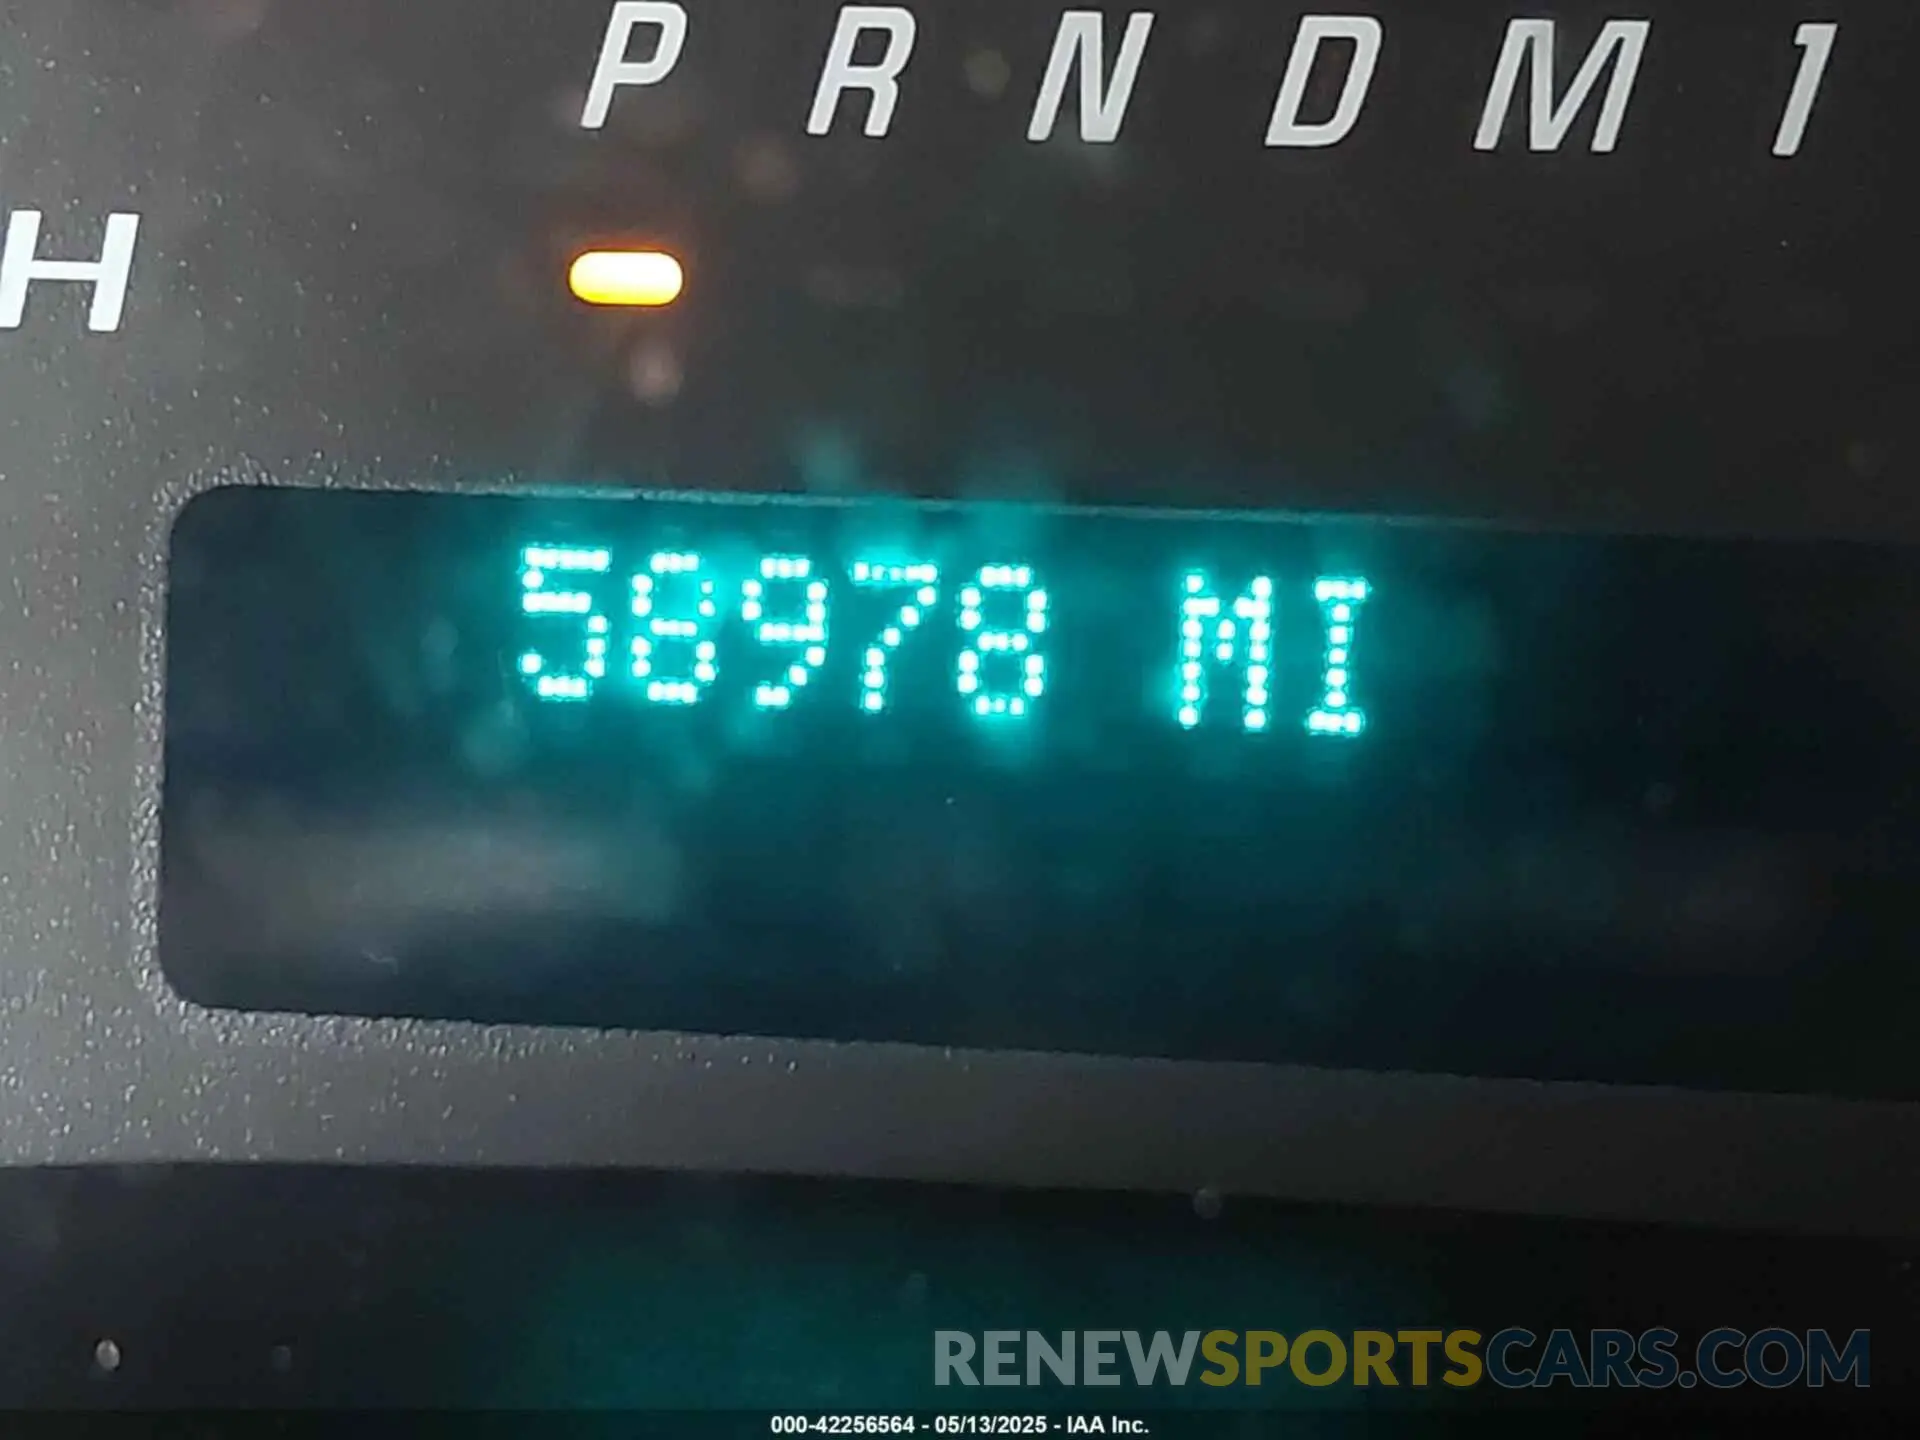 P R N D M 1
H
58978 MI
RENEWSPORTSCARS.COM
000-42256564 - 05/13/2025 - IAA Inc.